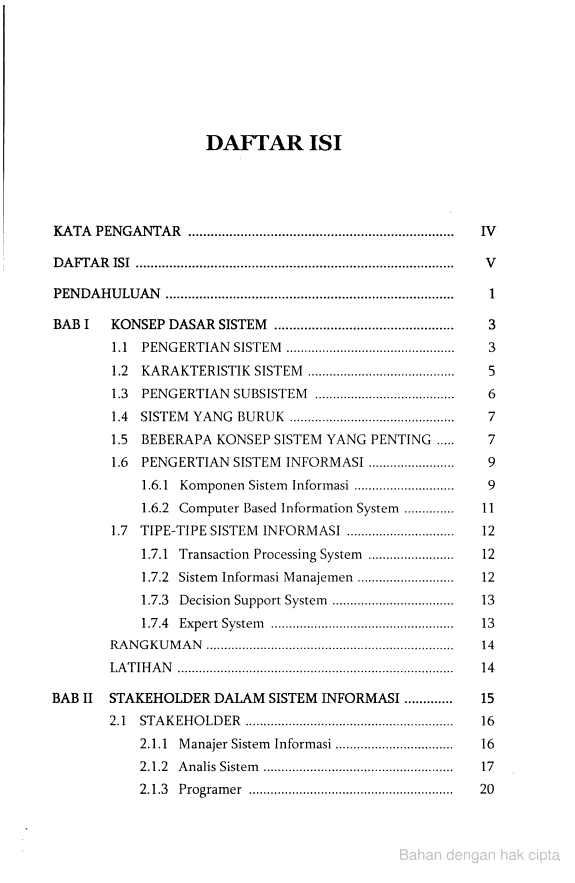 DAFTAR ISI
KATA PENGANTAR ........................................................................ IV
DAFTAR ISI ...................................................................................... V
PENDAHULUAN .............................................................................. 1
BAB I KONSEP DASAR SISTEM ................................................ 3
1.1 PENGERTIAN SISTEM ............................................. 3
1.2 KARAKTERISTIK SISTEM ....................................... 5
1.3 PENGERTIAN SUBSISTEM ..................................... 6
1.4 SISTEM YANG BURUK ............................................ 7
1.5 BEBERAPA KONSEP SISTEM YANG PENTING ..... 7
1.6 PENGERTIAN SISTEM INFORMASI ....................... 9
1.6.1 Komponen Sistem Informasi ........................... 9
1.6.2 Computer Based Information System .............. 11
1.7 TIPE-TIPE SISTEM INFORMASI ............................. 12
1.7.1 Transaction Processing System ....................... 12
1.7.2 Sistem Informasi Manajemen .......................... 12
1.7.3 Decision Support System ................................. 13
1.7.4 Expert System ................................................. 13
RANGKUMAN .................................................................. 14
LATIHAN .......................................................................... 14
BAB II STAKEHOLDER DALAM SISTEM INFORMASI ............. 15
2.1 STAKEHOLDER ........................................................ 16
2.1.1 Manajer Sistem Informasi ................................ 16
2.1.2 Analis Sistem ................................................... 17
2.1.3 Programer ....................................................... 20
Bahan dengan hak cipta